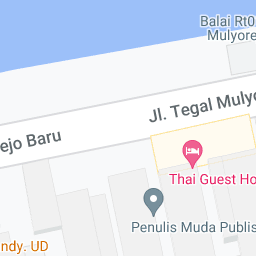 Balai Rt0
Mulyore
Jl. Tegal Mulyo
ejo Baru
Thai Guest Ho
Penulis Muda Publis
ndy. UD